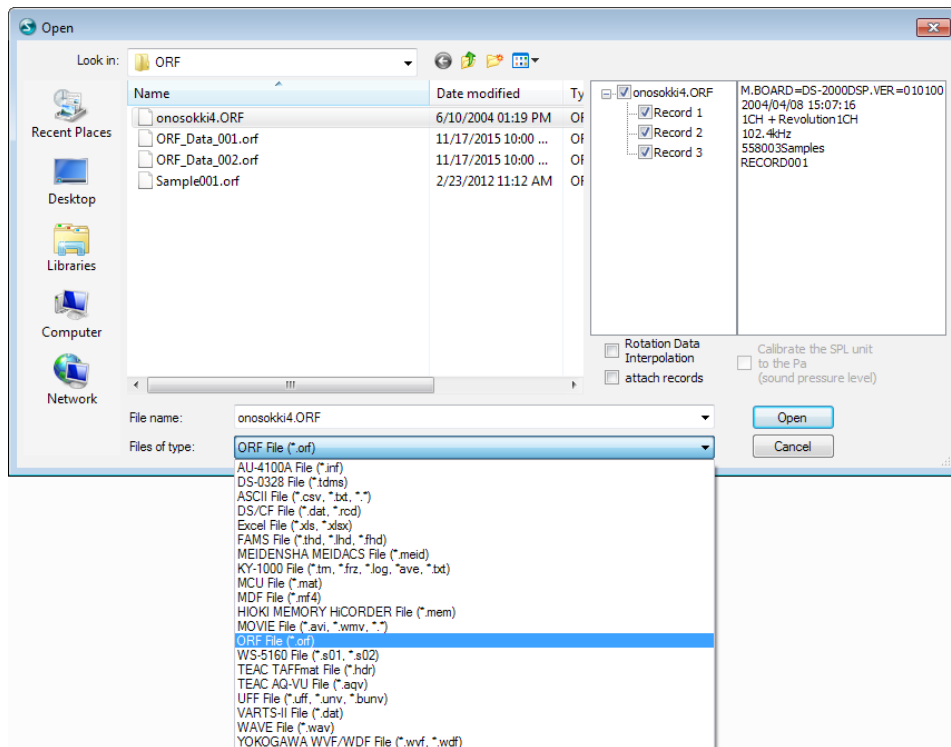 Open
Look in:
ORF
Recent Places
Desktop
Libraries
Computer
Network
Name Date modified Ty
onosokki4.ORF 6/10/2004 01:19 PM OF
ORF_Data_001.orf 11/17/2015 10:00 ... OF
ORF_Data_002.orf 11/17/2015 10:00 ... OF
Sample001.orf 2/23/2012 11:12 AM OF
onosokki4.ORF
Record 1
Record 2
Record 3
M.BOARD=DS-2000DSP.VER=010100
2004/04/08 15:07:16
1CH + Revolution1CH
102.4kHz
558003Samples
RECORD001
Rotation Data
Interpolation
attach records
Calibrate the SPL unit
to the Pa
(sound pressure level)
File name: onosokki4.ORF
Open
Files of type: ORF File (*.orf)
Cancel
AU-4100A File (*.inf)
DS-0328 File (*.tdms)
ASCII File (*.csv, *.txt, *.*)
DS/CF File (*.dat, *.rcd)
Excel File (*.xls, *.xlsx)
FAMS File (*.thd, *.lhd, *.fhd)
MEIDENSHA MEIDACS File (*.meid)
KY-1000 File (*.trn, *.frz, *.log, *ave, *.txt)
MCU File (*.mat)
MDF File (*.mf4)
HIOKI MEMORY HiCORDER File (*.mem)
MOVIE File (*.avi, *.wmv, *.*)
ORF File (*.orf)
WS-5160 File (*.s01, *.s02)
TEAC TAFFmat File (*.hdr)
TEAC AQ-VU File (*.aqv)
UFF File (*.uff, *.unv, *.bunv)
VARTS-II File (*.dat)
WAVE File (*.wav)
YOKOGAWA WVF/WDF File (*.wvf, *.wdf)